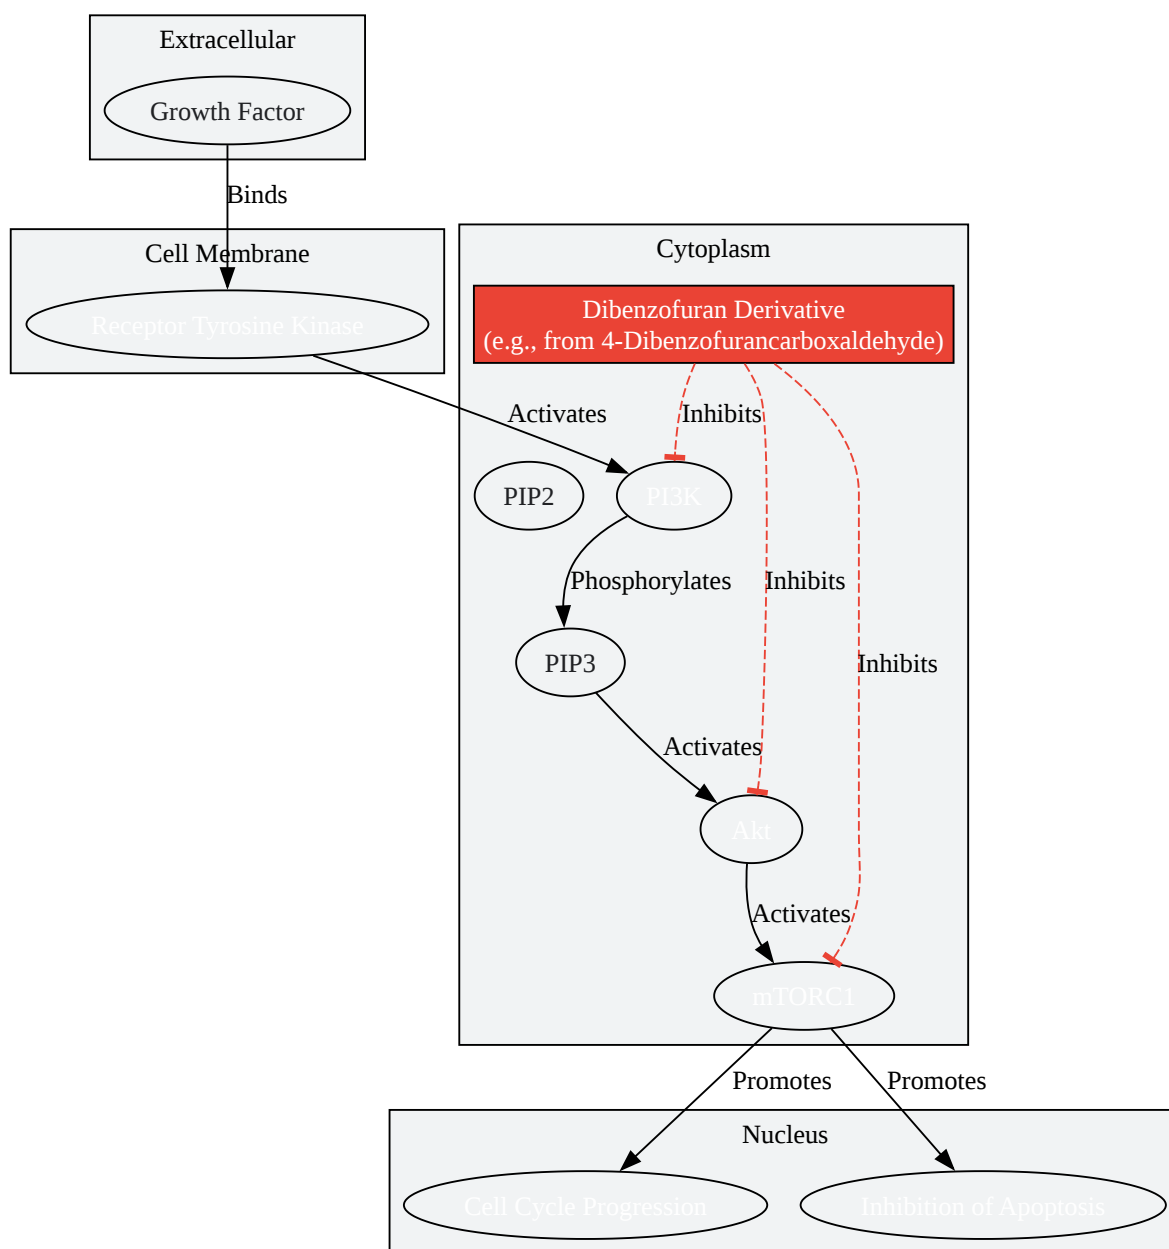 Extracellular
Growth Factor
Binds
Cell Membrane
Receptor Tyrosine Kinase
Cytoplasm
Dibenzofuran Derivative
(e.g., from 4-Dibenzofurancarboxaldehyde)
Activates
Inhibits
PIP2
PI3K
Phosphorylates
Inhibits
PIP3
Inhibits
Activates
Akt
Activates
mTORC1
Promotes
Promotes
Nucleus
Cell Cycle Progression
Inhibition of Apoptosis